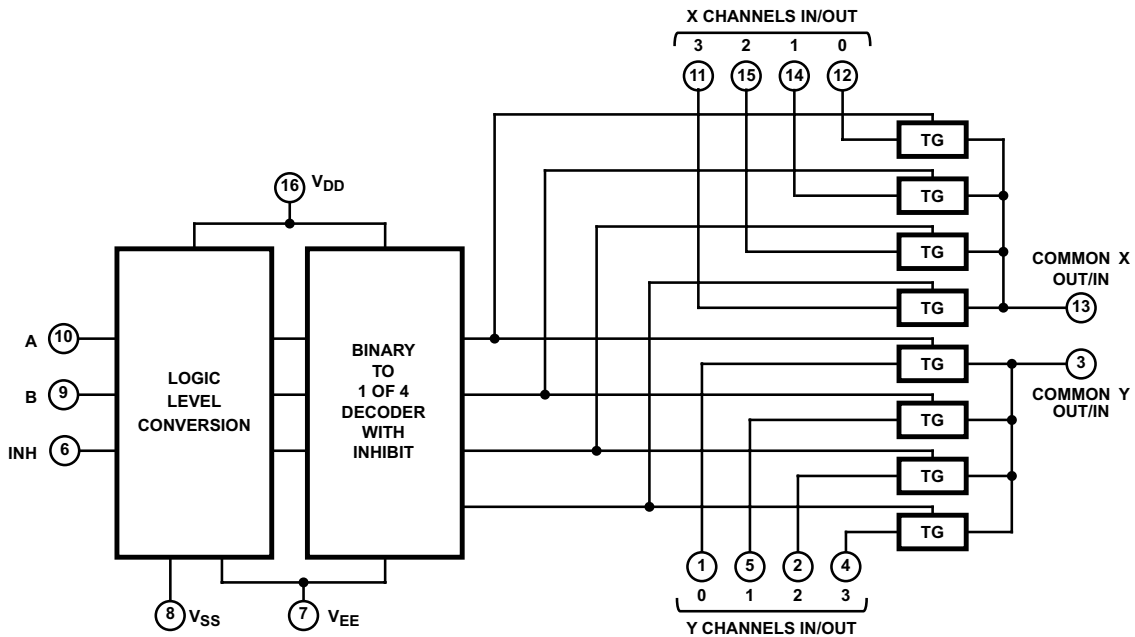 X CHANNELS IN/OUT
3 2 1 0
11 15 14 12
TG
TG
TG
TG
TG
TG
TG
TG
16 VDD
COMMON X
OUT/IN
13
3
COMMON Y
OUT/IN
A 10
B 9
INH 6
LOGIC
LEVEL
CONVERSION
BINARY
TO
1 OF 4
DECODER
WITH
INHIBIT
8 VSS
7 VEE
1 5 2 4
0 1 2 3
Y CHANNELS IN/OUT